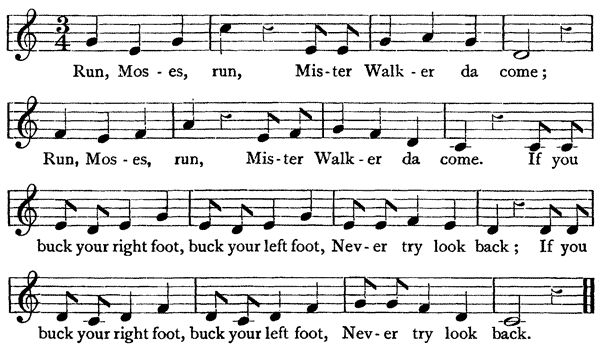 3
4
Run, Mos - es, run, Mis - ter Walk - er da come ;
Run, Mos - es, run, Mis - ter Walk - er da come. If you
buck your right foot, buck your left foot, Nev - er try look back ; If you
buck your right foot, buck your left foot, Nev - er try look back.